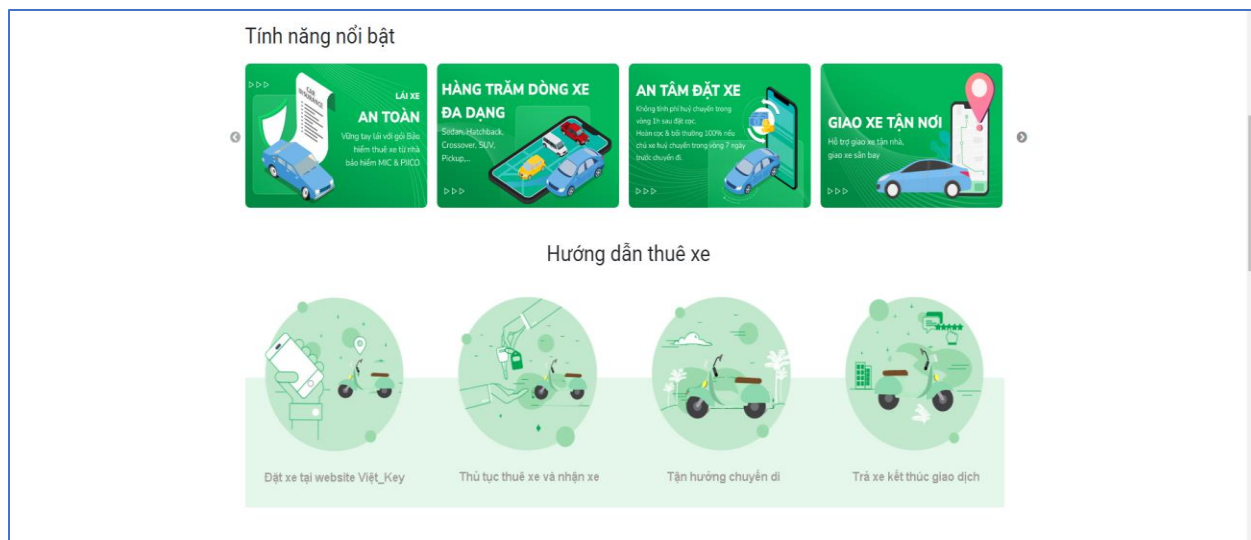 Tính năng nổi bật
CAR
INSURANCE
LÁI XE
AN TOÀN
Vững tay lái với gói Bảo
hiểm thuê xe từ nhà
bảo hiểm MIC & PJICO
HÀNG TRĂM DÒNG XE
ĐA DẠNG
Sedan, Hatchback,
Crossover, SUV,
Pickup,...
AN TÂM ĐẶT XE
Không tính phí huỷ chuyến trong
vòng 1h sau đặt cọc.
Hoàn cọc & bồi thường 100% nếu
chủ xe huỷ chuyến trong vòng 7 ngày
trước chuyến đi.
GIAO XE TẬN NƠI
Hỗ trợ giao xe tận nhà,
giao xe sân bay
Hướng dẫn thuê xe
Đặt xe tại website Việt_Key
Thủ tục thuê xe và nhận xe
Tận hưởng chuyến đi
Trả xe kết thúc giao dịch